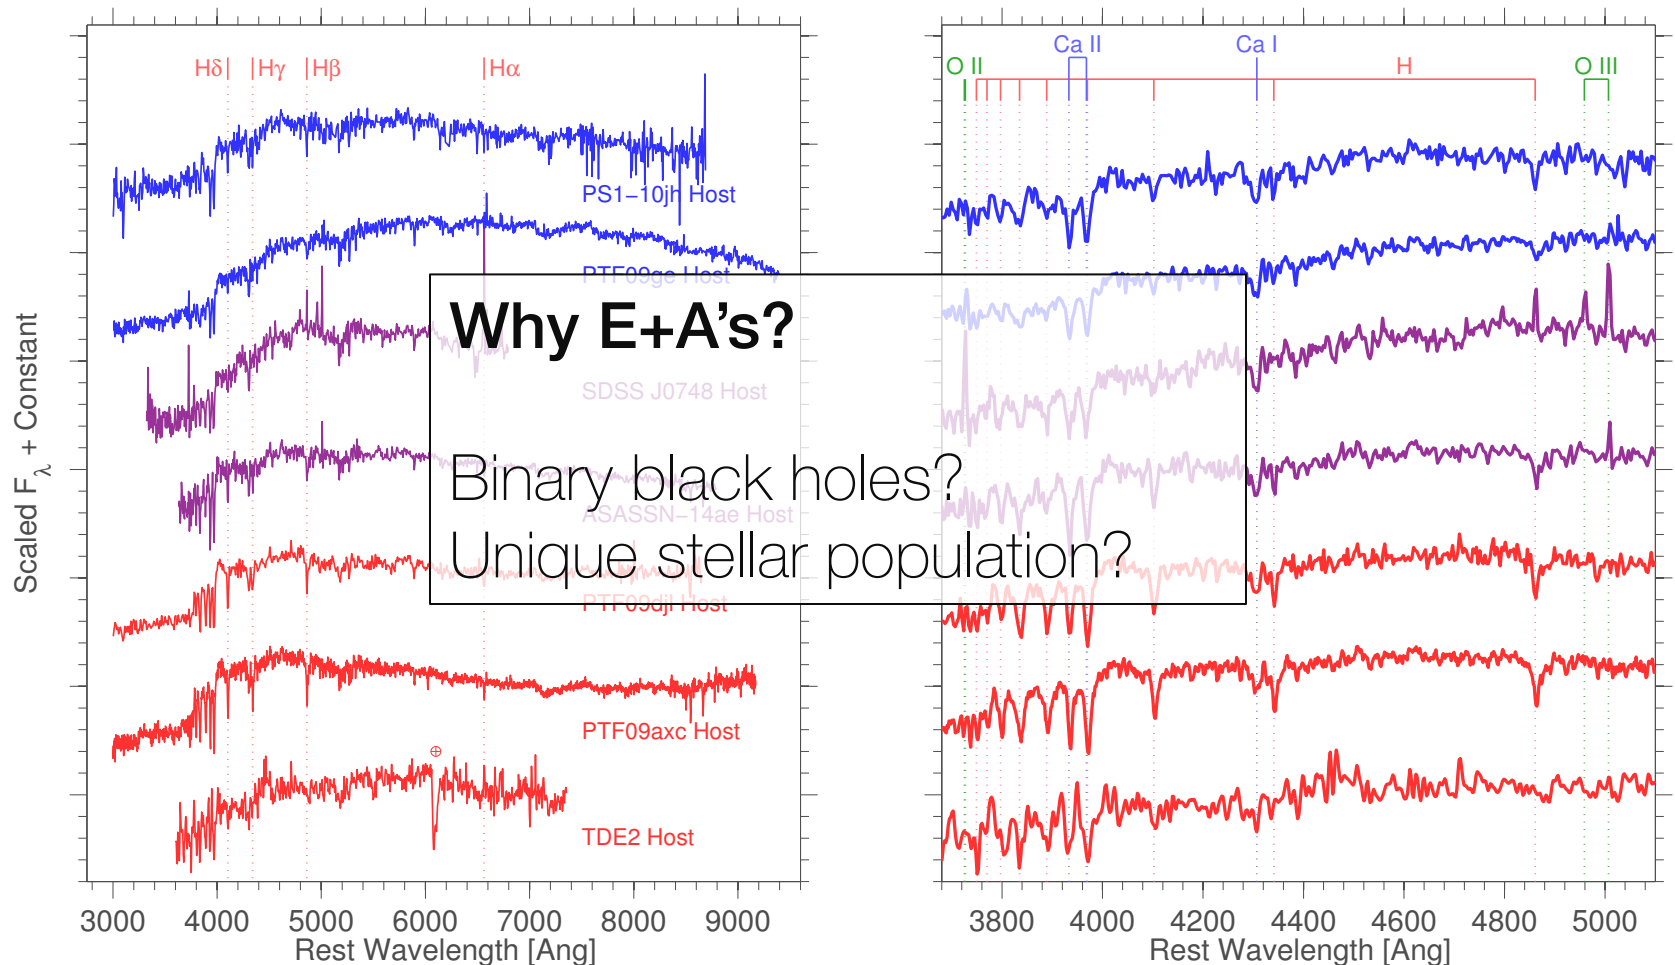 Hδ Hγ Hβ Hα
PS1−10jh Host
PTF09ge Host
SDSS J0748 Host
ASASSN−14ae Host
PTF09djl Host
PTF09axc Host
⊕
TDE2 Host
Scaled Fλ + Constant
3000 4000 5000 6000 7000 8000 9000
Rest Wavelength [Ang]
Ca II Ca I
O II H O III
3800 4000 4200 4400 4600 4800 5000
Rest Wavelength [Ang]
Why E+A's?
Binary black holes?
Unique stellar population?